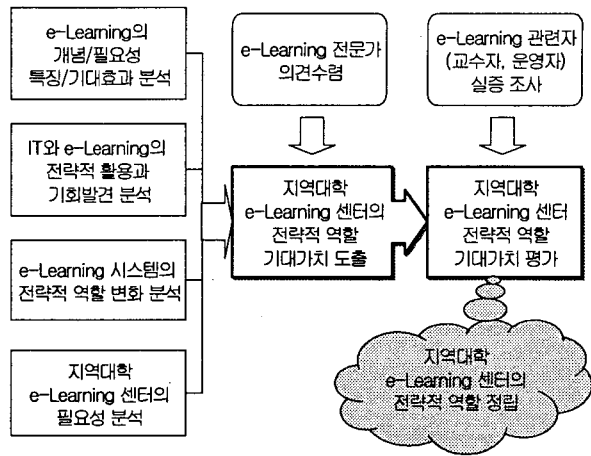 e-Learning의
개념/필요성
특징/기대효과 분석
IT와 e-Learning의
전략적 활용과
기회발견 분석
e-Learning 시스템의
전략적 역할 변화 분석
지역대학
e-Learning 센터의
필요성 분석
e-Learning 전문가
의견수렴
지역대학
e-Learning 센터의
전략적 역할
기대가치 도출
e-Learning 관련자
(교수자, 운영자)
실증 조사
지역대학
e-Learning 센터
전략적 역할
기대가치 평가
지역대학
e-Learning 센터의
전략적 역할 정립